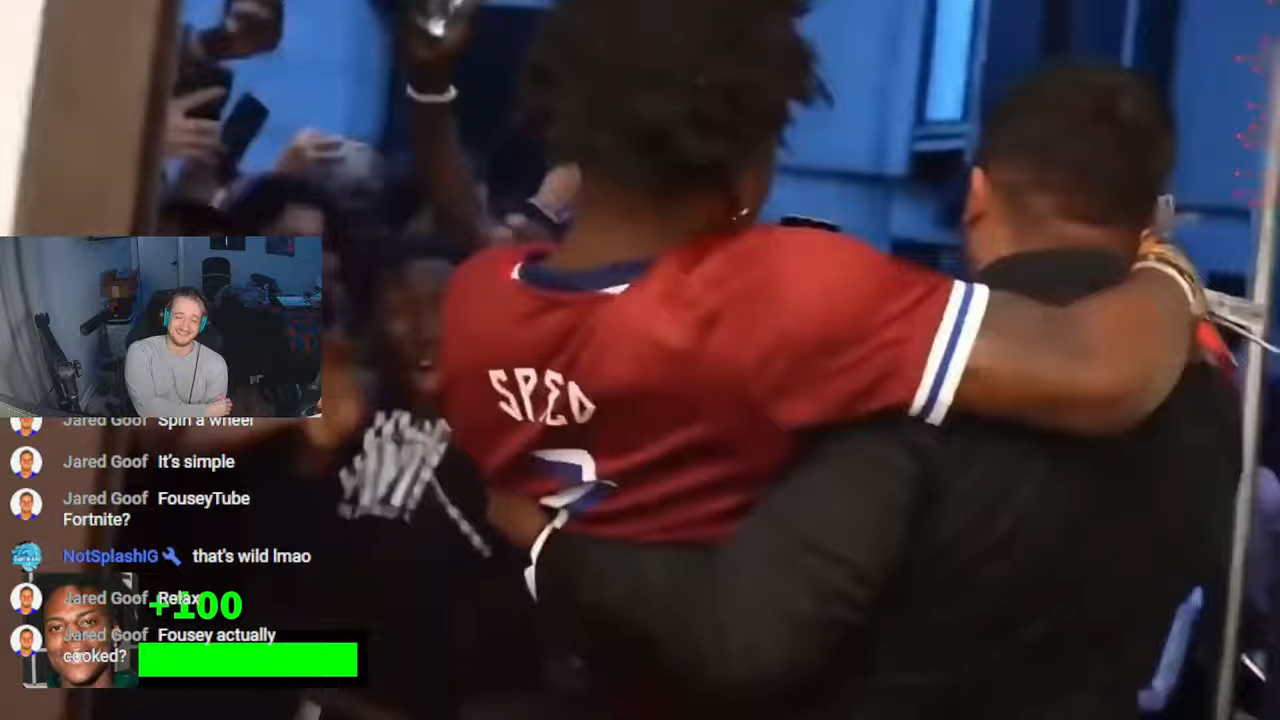 SPED
Jared Goof Spin a wheel
Jared Goof It's simple
Jared Goof FouseyTube
Fortnite?
NotSplashIG that's wild lmao
Jared Goof Relax
+100
Jared Goof Fousey actually
cooked?